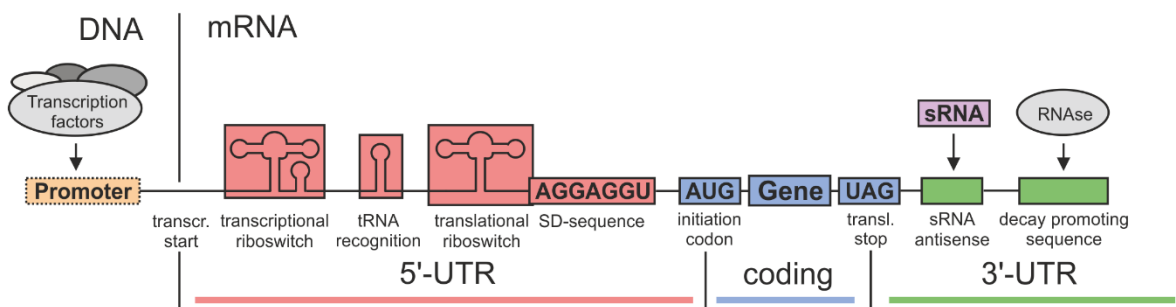 DNA
mRNA
Transcription
factors
sRNA
RNAse
Promoter
AGGAGGU
AUG
Gene
UAG
transcr.
start
transcriptional
riboswitch
tRNA
recognition
translational
riboswitch
SD-sequence
initiation
codon
transl.
stop
sRNA
antisense
decay promoting
sequence
5'-UTR
coding
3'-UTR